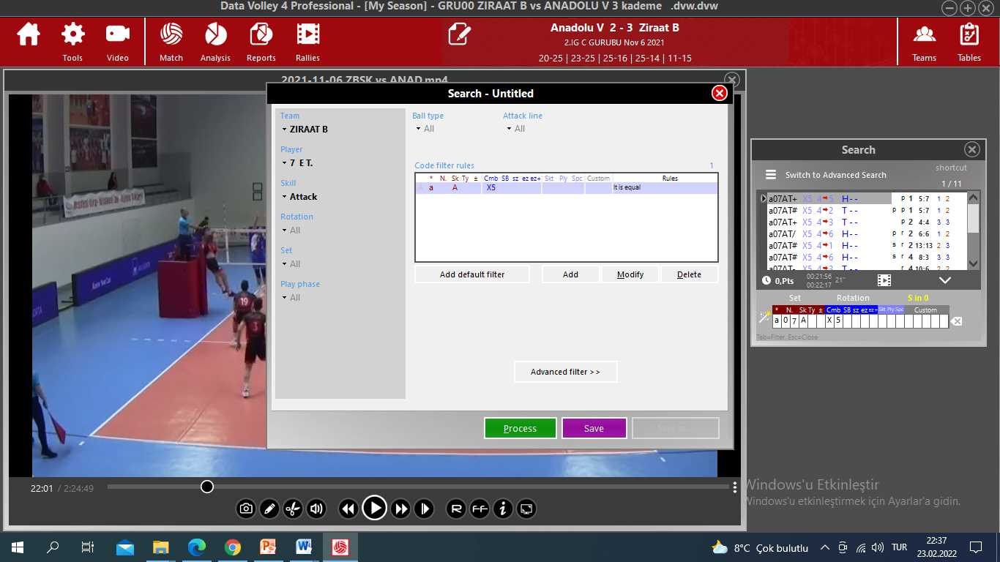 Data Volley 4 Professional - [My Season] - GRU00 ZIRAAT B vs ANADOLU V 3 kademe .dvw.dvw
Tools
Video
Match
Analysis
Reports
Rallies
Anadolu V 2 - 3 Ziraat B
2.IG C GURUBU Nov 6 2021
20-25 | 23-25 | 25-16 | 25-14 | 11-15
Teams
Tables
2021-11-06 ZBSK vs ANAD.mp4
19
3
22:01 / 2:24:49
R
FF
i
Search - Untitled
Team
ZIRAAT B
Player
7 E T.
Skill
Attack
Rotation
All
Set
All
Play phase
All
Ball type
All
Attack line
All
Code filter rules 1
* N. Sk Ty ± Cmb SB sz ez ez+ Skt Ply Spc Custom Rules
a A X5 It is equal
Add default filter
Add
Modify
Delete
Advanced filter >>
Process
Save
Search
Switch to Advanced Search
shortcut
1 / 11
a07AT+ X5 4 5 H-- p p 1 5:7 1 2
a07AT# X5 4 2 T-- p p 1 5:7 1 2
a07AT+ X5 4 3 T-- p 2 4:4 3 3
a07AT/ X5 4 6 H-- p r 2 6:6 1 2
a07AT# X5 4 1 H-- s r 2 13:13 2 3
a07AT# X5 4 6 H-- s r 4 8:3 3 3
a07AT# X5 4 3 T-- r 4 10:6 2 2
0,Pts
00:21:56
00:22:17
21"
Set
Rotation
S in 0
* N. Sk Ty ± Cmb SB sz ez ez+ Skt Ply Spc Custom
a 0 7 A X 5
Tab=Filter, Esc=Close
Windows'u Etkinleştir
Windows'u etkinleştirmek için Ayarlar'a gidin.
8°C Çok bulutlu
TUR
22:37
23.02.2022